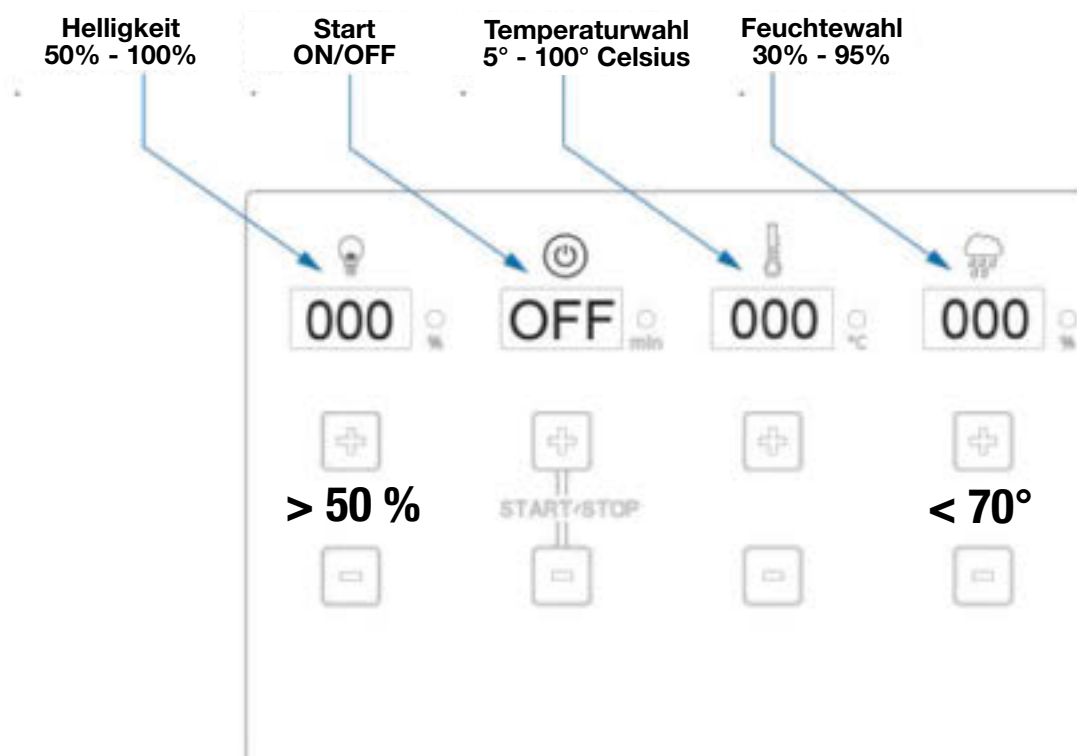 Helligkeit
50% - 100%
Start
ON/OFF
Temperaturwahl
5° - 100° Celsius
Feuchtewahl
30% - 95%
000
%
OFF
min
000
°C
000
%
> 50 %
START/STOP
< 70°